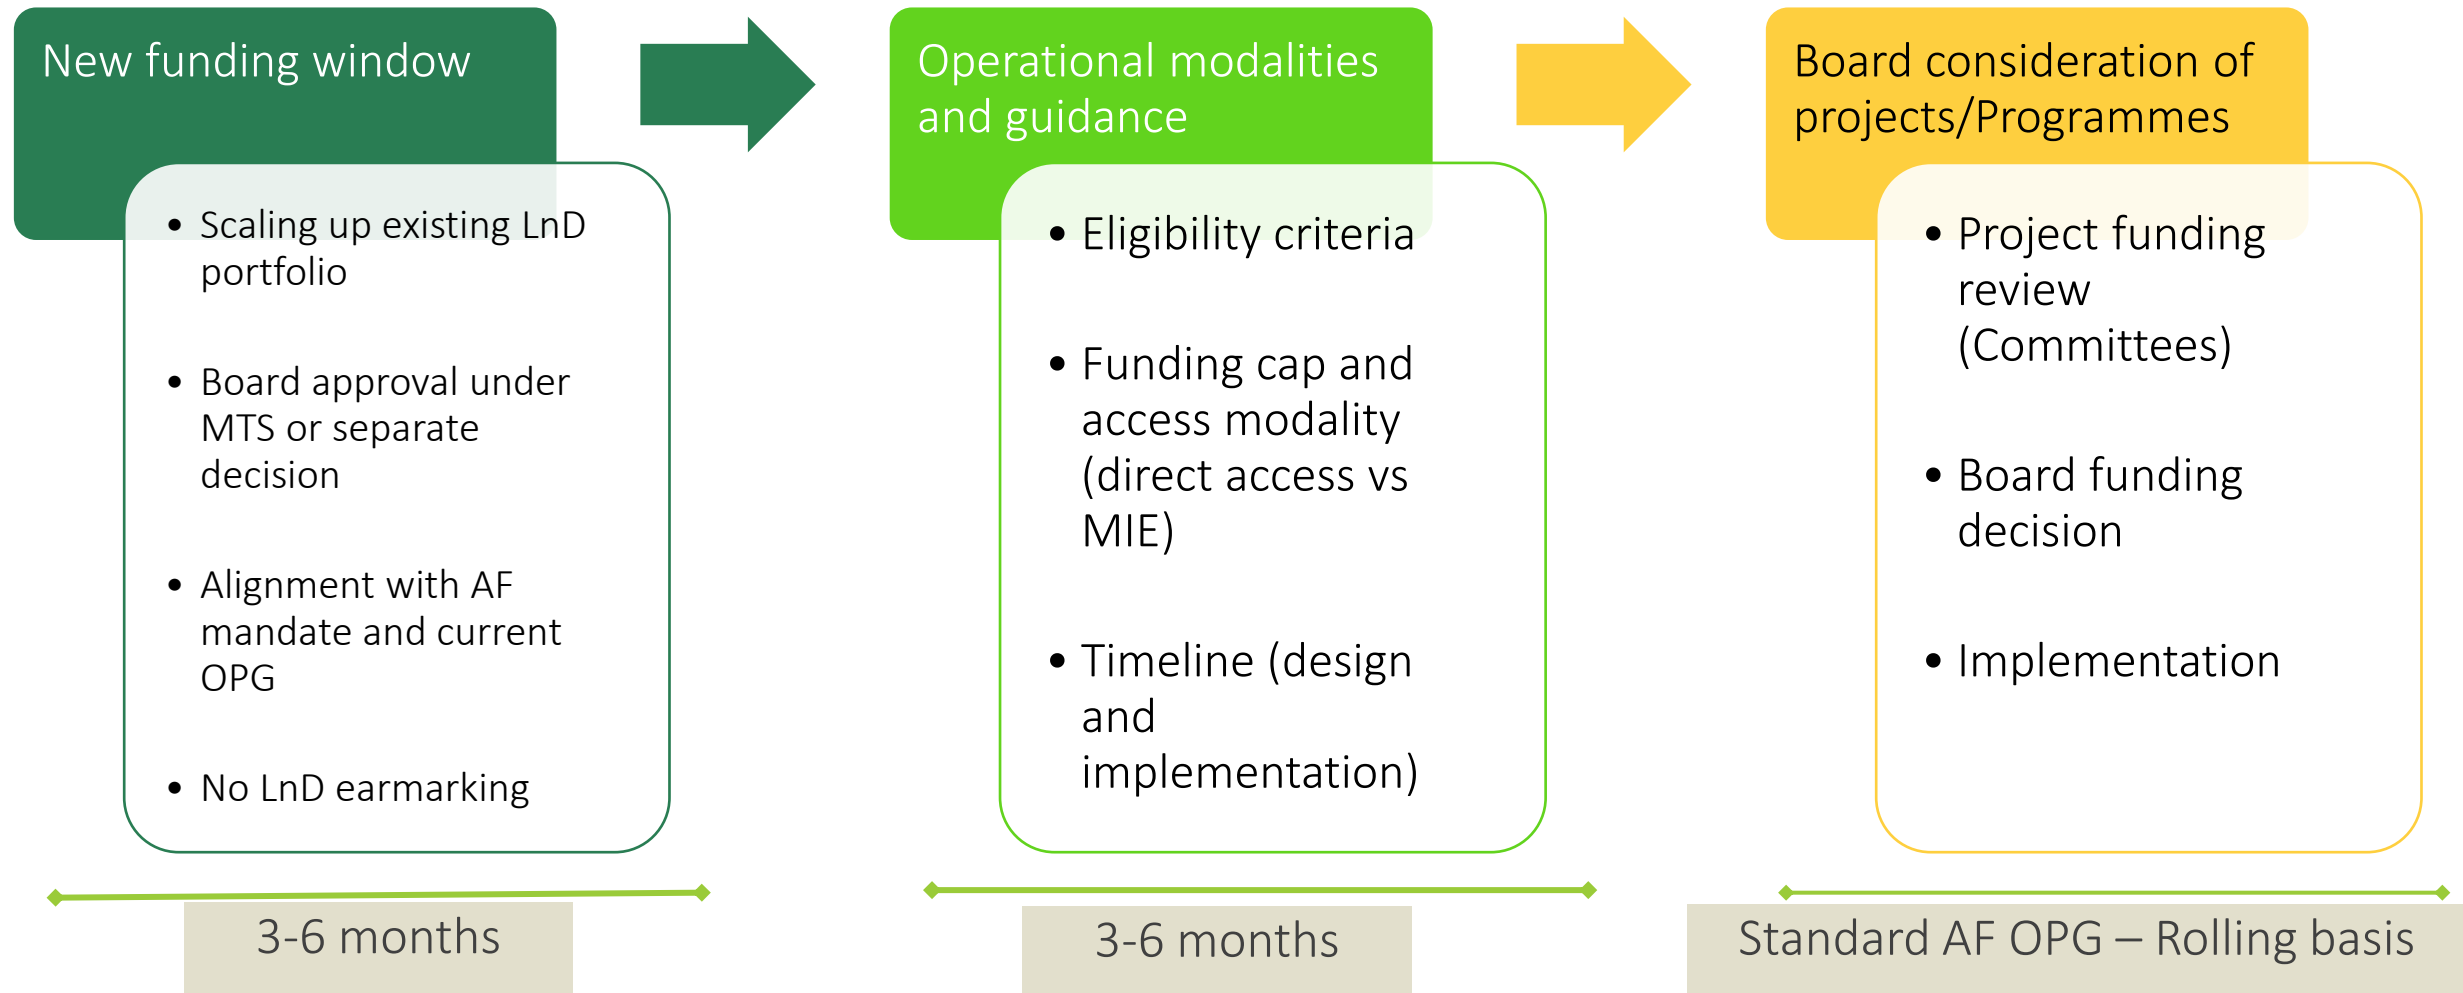 New funding window
• Scaling up existing LnD
portfolio
• Board approval under
MTS or separate
decision
• Alignment with AF
mandate and current
OPG
• No LnD earmarking
3-6 months
Operational modalities
and guidance
• Eligibility criteria
• Funding cap and
access modality
(direct access vs
MIE)
• Timeline (design
and
implementation)
3-6 months
Board consideration of
projects/Programmes
• Project funding
review
(Committees)
• Board funding
decision
• Implementation
Standard AF OPG – Rolling basis